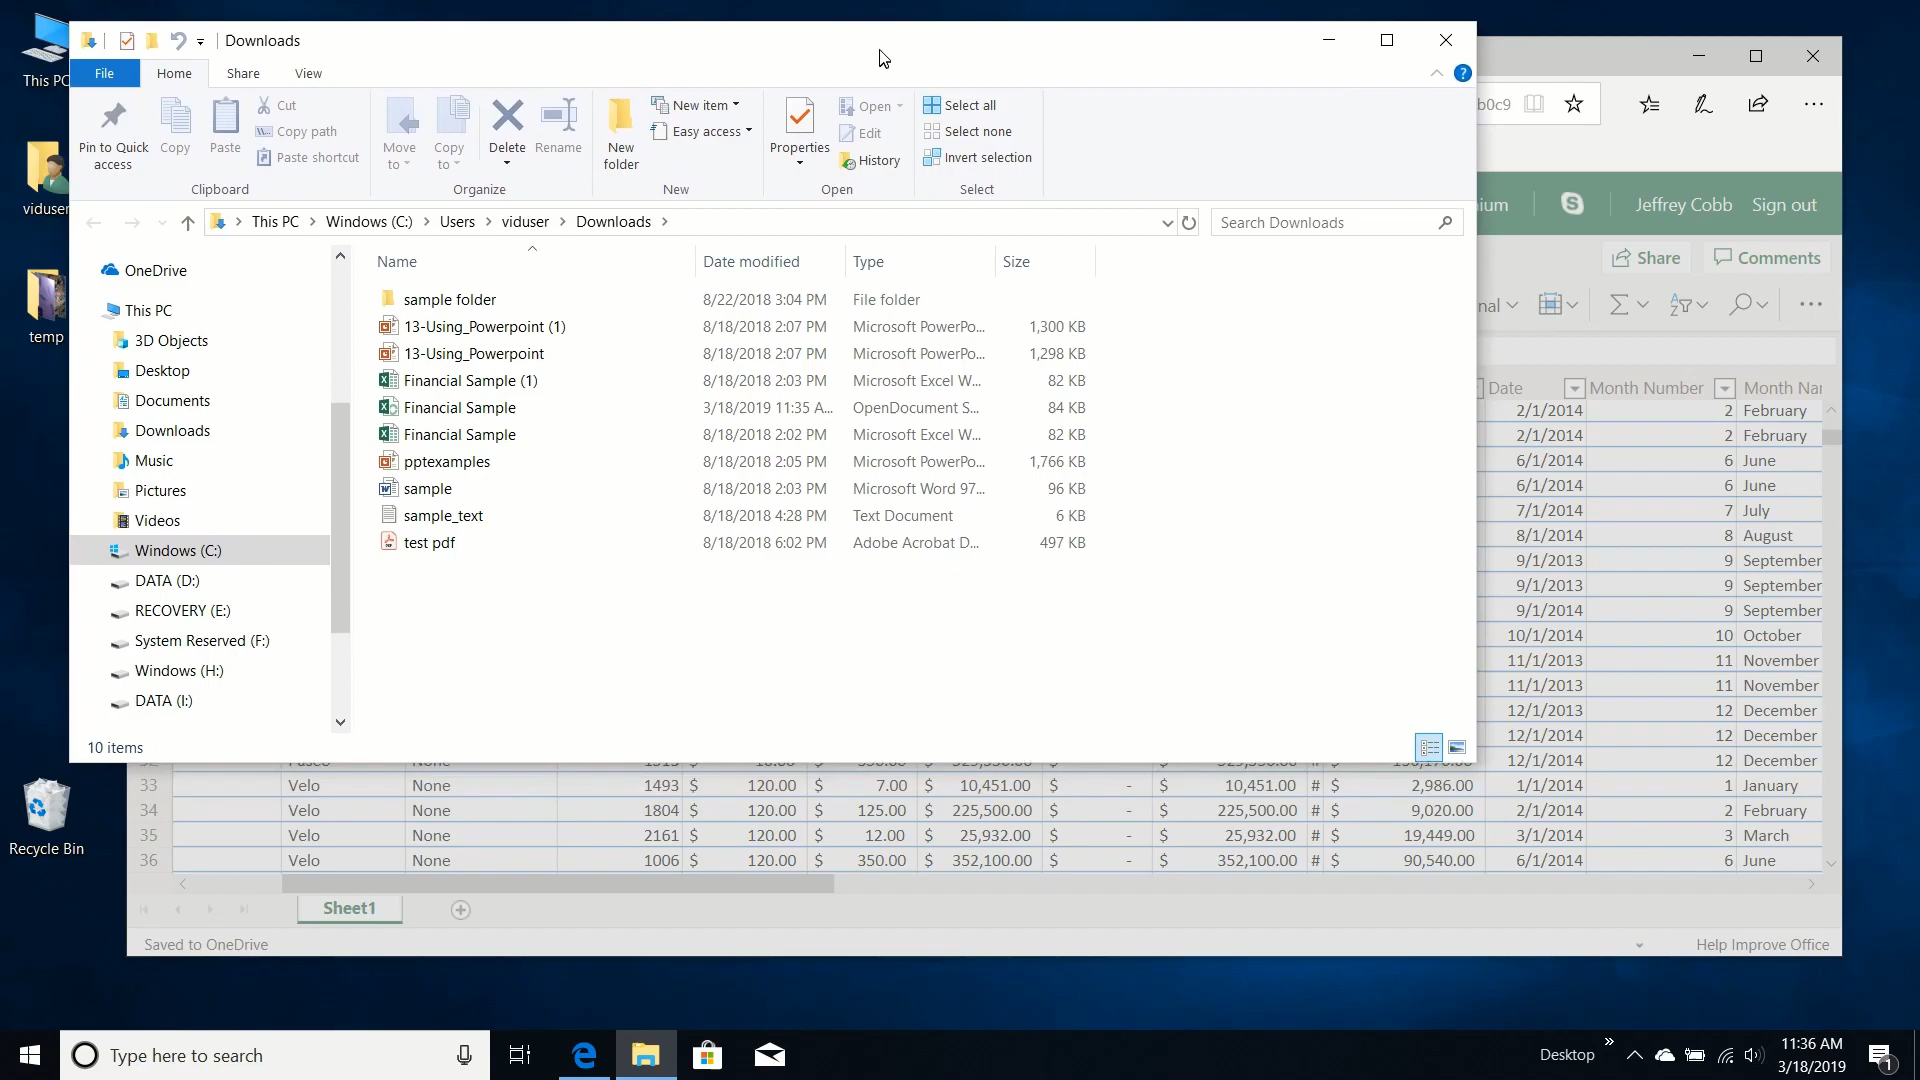 This PC
viduser
temp
Recycle Bin
Downloads
File Home Share View
Pin to Quick access
Copy
Paste
Cut
Copy path
Paste shortcut
Clipboard
Move to
Copy to
Delete
Rename
Organize
New folder
New item
Easy access
New
Properties
Open
Edit
History
Open
Select all
Select none
Invert selection
Select
This PC > Windows (C:) > Users > viduser > Downloads >
Search Downloads
OneDrive
This PC
3D Objects
Desktop
Documents
Downloads
Music
Pictures
Videos
Windows (C:)
DATA (D:)
RECOVERY (E:)
System Reserved (F:)
Windows (H:)
DATA (I:)
Name Date modified Type Size
sample folder 8/22/2018 3:04 PM File folder
13-Using_Powerpoint (1) 8/18/2018 2:07 PM Microsoft PowerPo... 1,300 KB
13-Using_Powerpoint 8/18/2018 2:07 PM Microsoft PowerPo... 1,298 KB
Financial Sample (1) 8/18/2018 2:03 PM Microsoft Excel W... 82 KB
Financial Sample 3/18/2019 11:35 A... OpenDocument S... 84 KB
Financial Sample 8/18/2018 2:02 PM Microsoft Excel W... 82 KB
pptexamples 8/18/2018 2:05 PM Microsoft PowerPo... 1,766 KB
sample 8/18/2018 2:03 PM Microsoft Word 97... 96 KB
sample_text 8/18/2018 4:28 PM Text Document 6 KB
test pdf 8/18/2018 6:02 PM Adobe Acrobat D... 497 KB
10 items
b0c9
ium Jeffrey Cobb Sign out
Share Comments
nal
Date Month Number Month Nar
2/1/2014 2 February
2/1/2014 2 February
6/1/2014 6 June
6/1/2014 6 June
7/1/2014 7 July
8/1/2014 8 August
9/1/2013 9 September
9/1/2013 9 September
9/1/2014 9 September
10/1/2014 10 October
11/1/2013 11 November
11/1/2013 11 November
12/1/2013 12 December
12/1/2014 12 December
12/1/2014 12 December
33 Velo None 1493 $ 120.00 $ 7.00 $ 10,451.00 $ - $ 10,451.00 # $ 2,986.00 1/1/2014 1 January
34 Velo None 1804 $ 120.00 $ 125.00 $ 225,500.00 $ - $ 225,500.00 # $ 9,020.00 2/1/2014 2 February
35 Velo None 2161 $ 120.00 $ 12.00 $ 25,932.00 $ - $ 25,932.00 # $ 19,449.00 3/1/2014 3 March
36 Velo None 1006 $ 120.00 $ 350.00 $ 352,100.00 $ - $ 352,100.00 # $ 90,540.00 6/1/2014 6 June
Sheet1
Saved to OneDrive Help Improve Office
Type here to search
Desktop
11:36 AM
3/18/2019
1